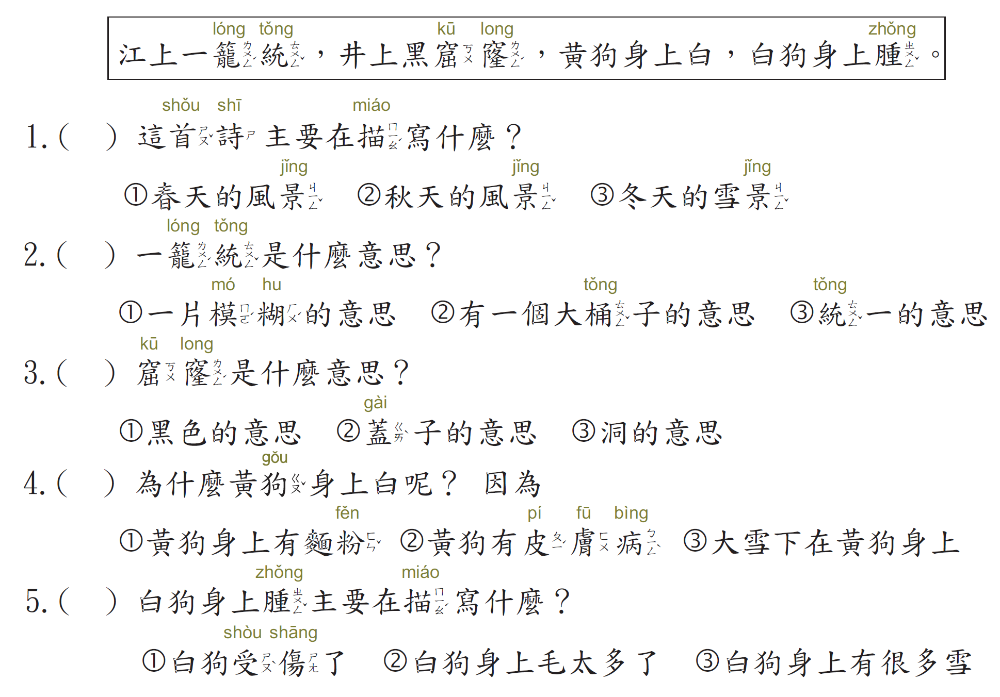 lóng tǒng kū long zhǒng
江上一籠ㄌㄨㄥˊ統ㄊㄨㄥˇ，井上黑窟ㄎㄨ窿ㄌㄨㄥˊ，黃狗身上白，白狗身上腫ㄓㄨㄥˇ。
shǒu shī miáo
1.（ ）這首ㄕㄡˇ詩ㄕ主要在描ㄇㄧㄠˊ寫什麼？
jǐng jǐng jǐng
①春天的風景ㄐㄧㄥˇ ②秋天的風景ㄐㄧㄥˇ ③冬天的雪景ㄐㄧㄥˇ
lóng tǒng
2.（ ）一籠ㄌㄨㄥˊ統ㄊㄨㄥˇ是什麼意思？
mó hu tǒng tǒng
①一片模ㄇㄛˊ糊ㄏㄨˊ的意思 ②有一個大桶ㄊㄨㄥˇ子的意思 ③統ㄊㄨㄥˇ一的意思
kū long
3.（ ）窟ㄎㄨ窿ㄌㄨㄥˊ是什麼意思？
gài
①黑色的意思 ②蓋ㄍㄞˋ子的意思 ③洞的意思
gǒu
4.（ ）為什麼黃狗ㄍㄡˇ身上白呢？ 因為
fěn pí fū bìng
①黃狗身上有麵粉ㄈㄣˇ ②黃狗有皮ㄆㄧˊ膚ㄈㄨ病ㄅㄧㄥˋ ③大雪下在黃狗身上
zhǒng miáo
5.（ ）白狗身上腫ㄓㄨㄥˇ主要在描ㄇㄧㄠˊ寫什麼？
shòu shāng
①白狗受ㄕㄡˋ傷ㄕㄤ了 ②白狗身上毛太多了 ③白狗身上有很多雪